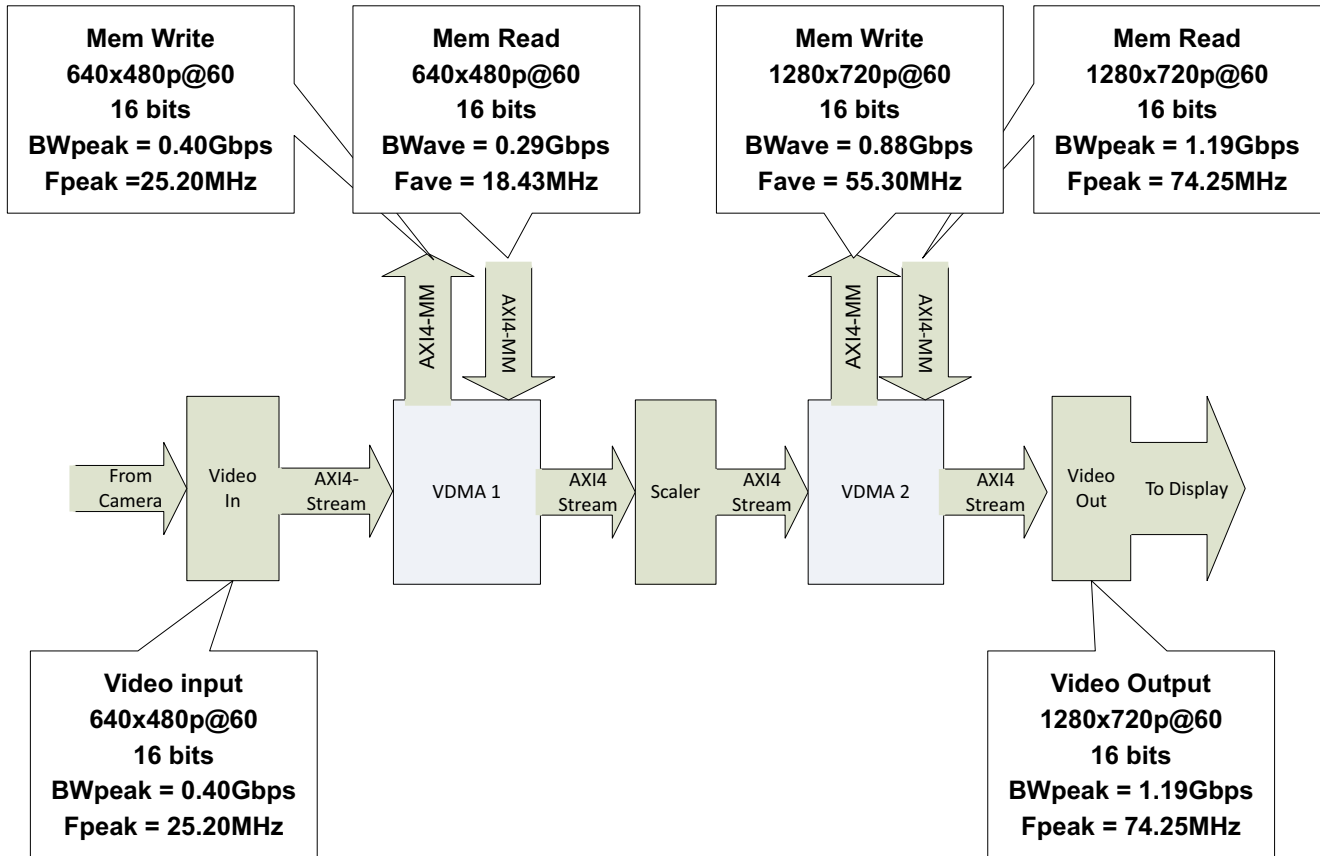 Mem Write
640x480p@60
16 bits
BWpeak = 0.40Gbps
Fpeak =25.20MHz
Mem Read
640x480p@60
16 bits
BWave = 0.29Gbps
Fave = 18.43MHz
Mem Write
1280x720p@60
16 bits
BWave = 0.88Gbps
Fave = 55.30MHz
Mem Read
1280x720p@60
16 bits
BWpeak = 1.19Gbps
Fpeak = 74.25MHz
AXI4-MM
AXI4-MM
AXI4-MM
AXI4-MM
From
Camera
Video
In
AXI4-
Stream
VDMA 1
AXI4
Stream
Scaler
AXI4
Stream
VDMA 2
AXI4
Stream
Video
Out
To Display
Video input
640x480p@60
16 bits
BWpeak = 0.40Gbps
Fpeak = 25.20MHz
Video Output
1280x720p@60
16 bits
BWpeak = 1.19Gbps
Fpeak = 74.25MHz